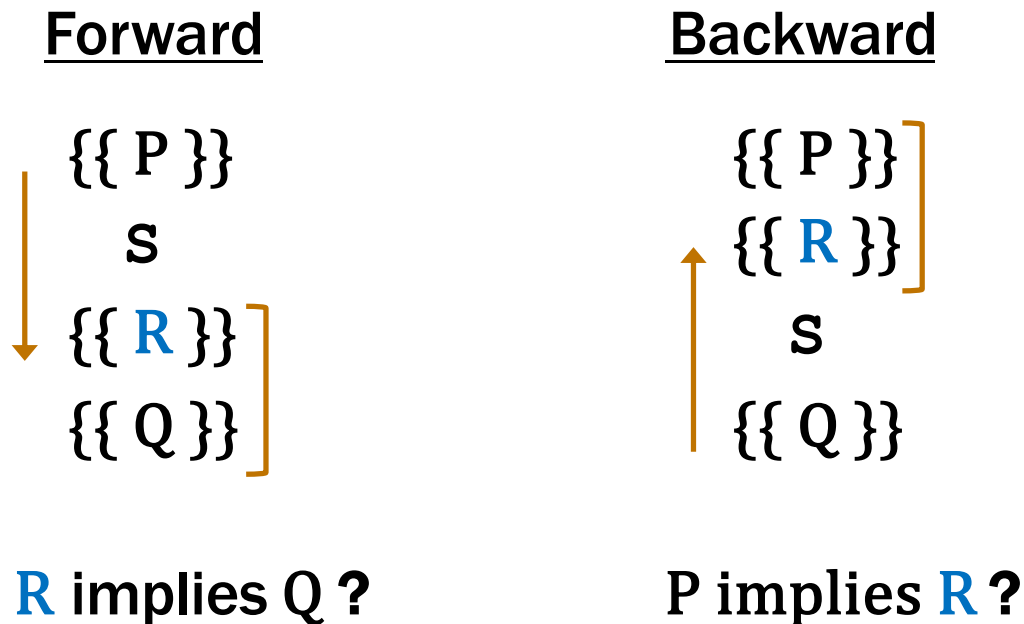 Forward
{{ P }}
S
{{ R }}
{{ Q }}
R implies Q ?
Backward
{{ P }}
{{ R }}
S
{{ Q }}
P implies R ?